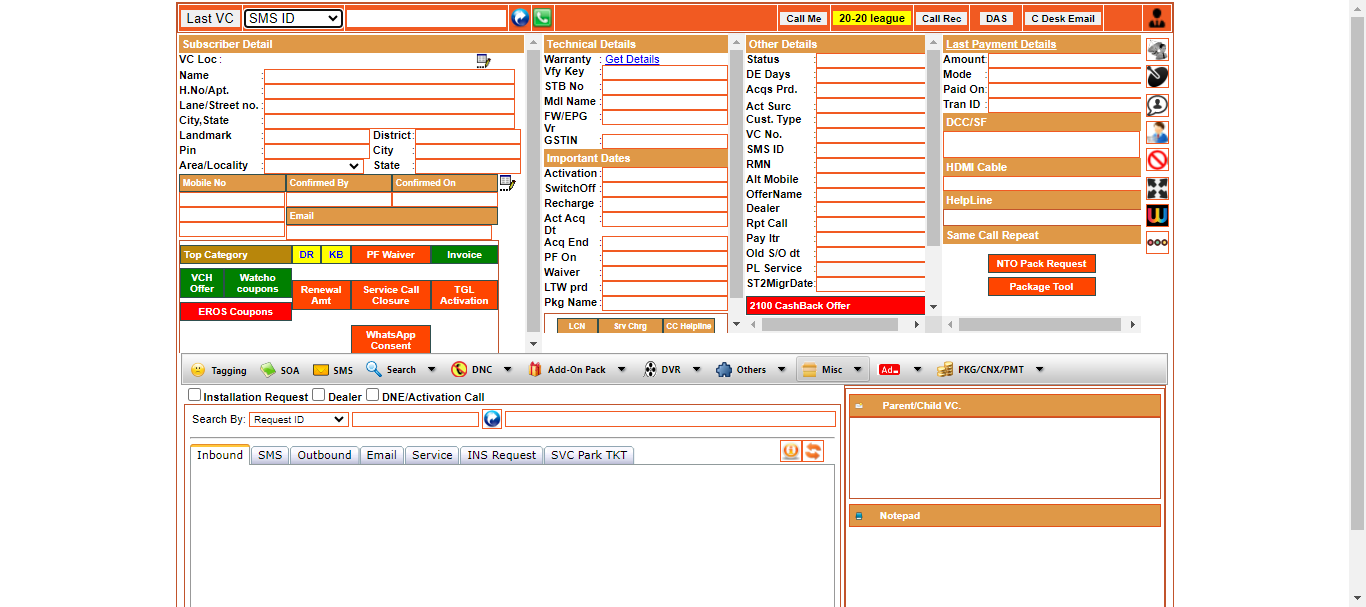 Last VC SMS ID Call Me 20-20 league Call Rec DAS C Desk Email
Subscriber Detail
VC Loc :
Name :
H.No/Apt. :
Lane/Street no. :
City,State :
Landmark : District :
Pin : City :
Area/Locality : State :
Mobile No Confirmed By Confirmed On
Email
Top Category DR KB PF Waiver Invoice
VCH Offer
Watcho coupons
Renewal Amt
Service Call Closure
TGL Activation
EROS Coupons
WhatsApp Consent
Technical Details
Warranty : Get Details
Vfy Key :
STB No :
Mdl Name :
FW/EPG Vr :
GSTIN :
Important Dates
Activation :
SwitchOff :
Recharge :
Act Acq Dt :
Acq End :
PF On :
Waiver :
LTW prd :
Pkg Name :
LCN Srv Chrg CC Helpline
Other Details
Status :
DE Days :
Acqs Prd. :
Act Surc :
Cust. Type :
VC No. :
SMS ID :
RMN :
Alt Mobile :
OfferName :
Dealer :
Rpt Call :
Pay Itr :
Old S/O dt :
PL Service :
ST2MigrDate:
2100 CashBack Offer
Last Payment Details
Amount:
Mode :
Paid On:
Tran ID :
DCC/SF
HDMI Cable
HelpLine
Same Call Repeat
NTO Pack Request
Package Tool
Tagging SOA SMS Search DNC Add-On Pack DVR Others Misc Ad PKG/CNX/PMT
Installation Request Dealer DNE/Activation Call
Search By: Request ID
Inbound SMS Outbound Email Service INS Request SVC Park TKT
Parent/Child VC.
Notepad